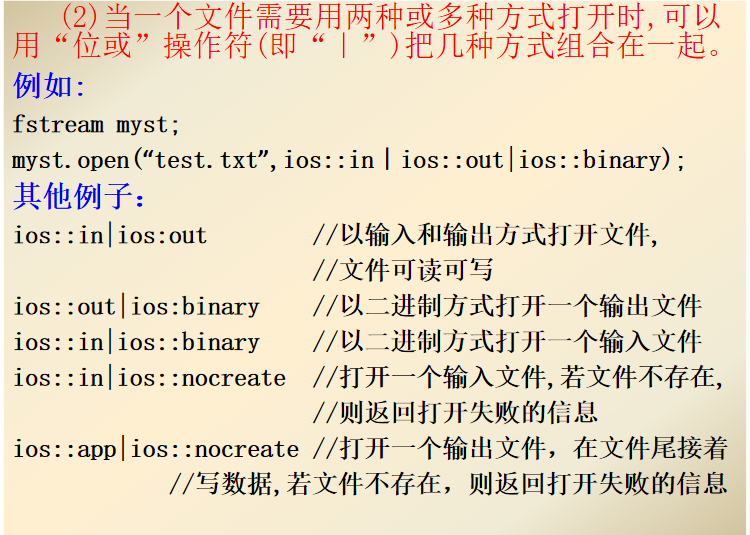 (2)当一个文件需要用两种或多种方式打开时,可以
用“位或”操作符(即“｜”)把几种方式组合在一起。
例如:
fstream myst;
myst.open(“test.txt”,ios::in｜ios::out|ios::binary);
其他例子：
ios::in|ios:out //以输入和输出方式打开文件,
//文件可读可写
ios::out|ios:binary //以二进制方式打开一个输出文件
ios::in|ios::binary //以二进制方式打开一个输入文件
ios::in|ios::nocreate //打开一个输入文件,若文件不存在,
//则返回打开失败的信息
ios::app|ios::nocreate //打开一个输出文件，在文件尾接着
//写数据,若文件不存在，则返回打开失败的信息